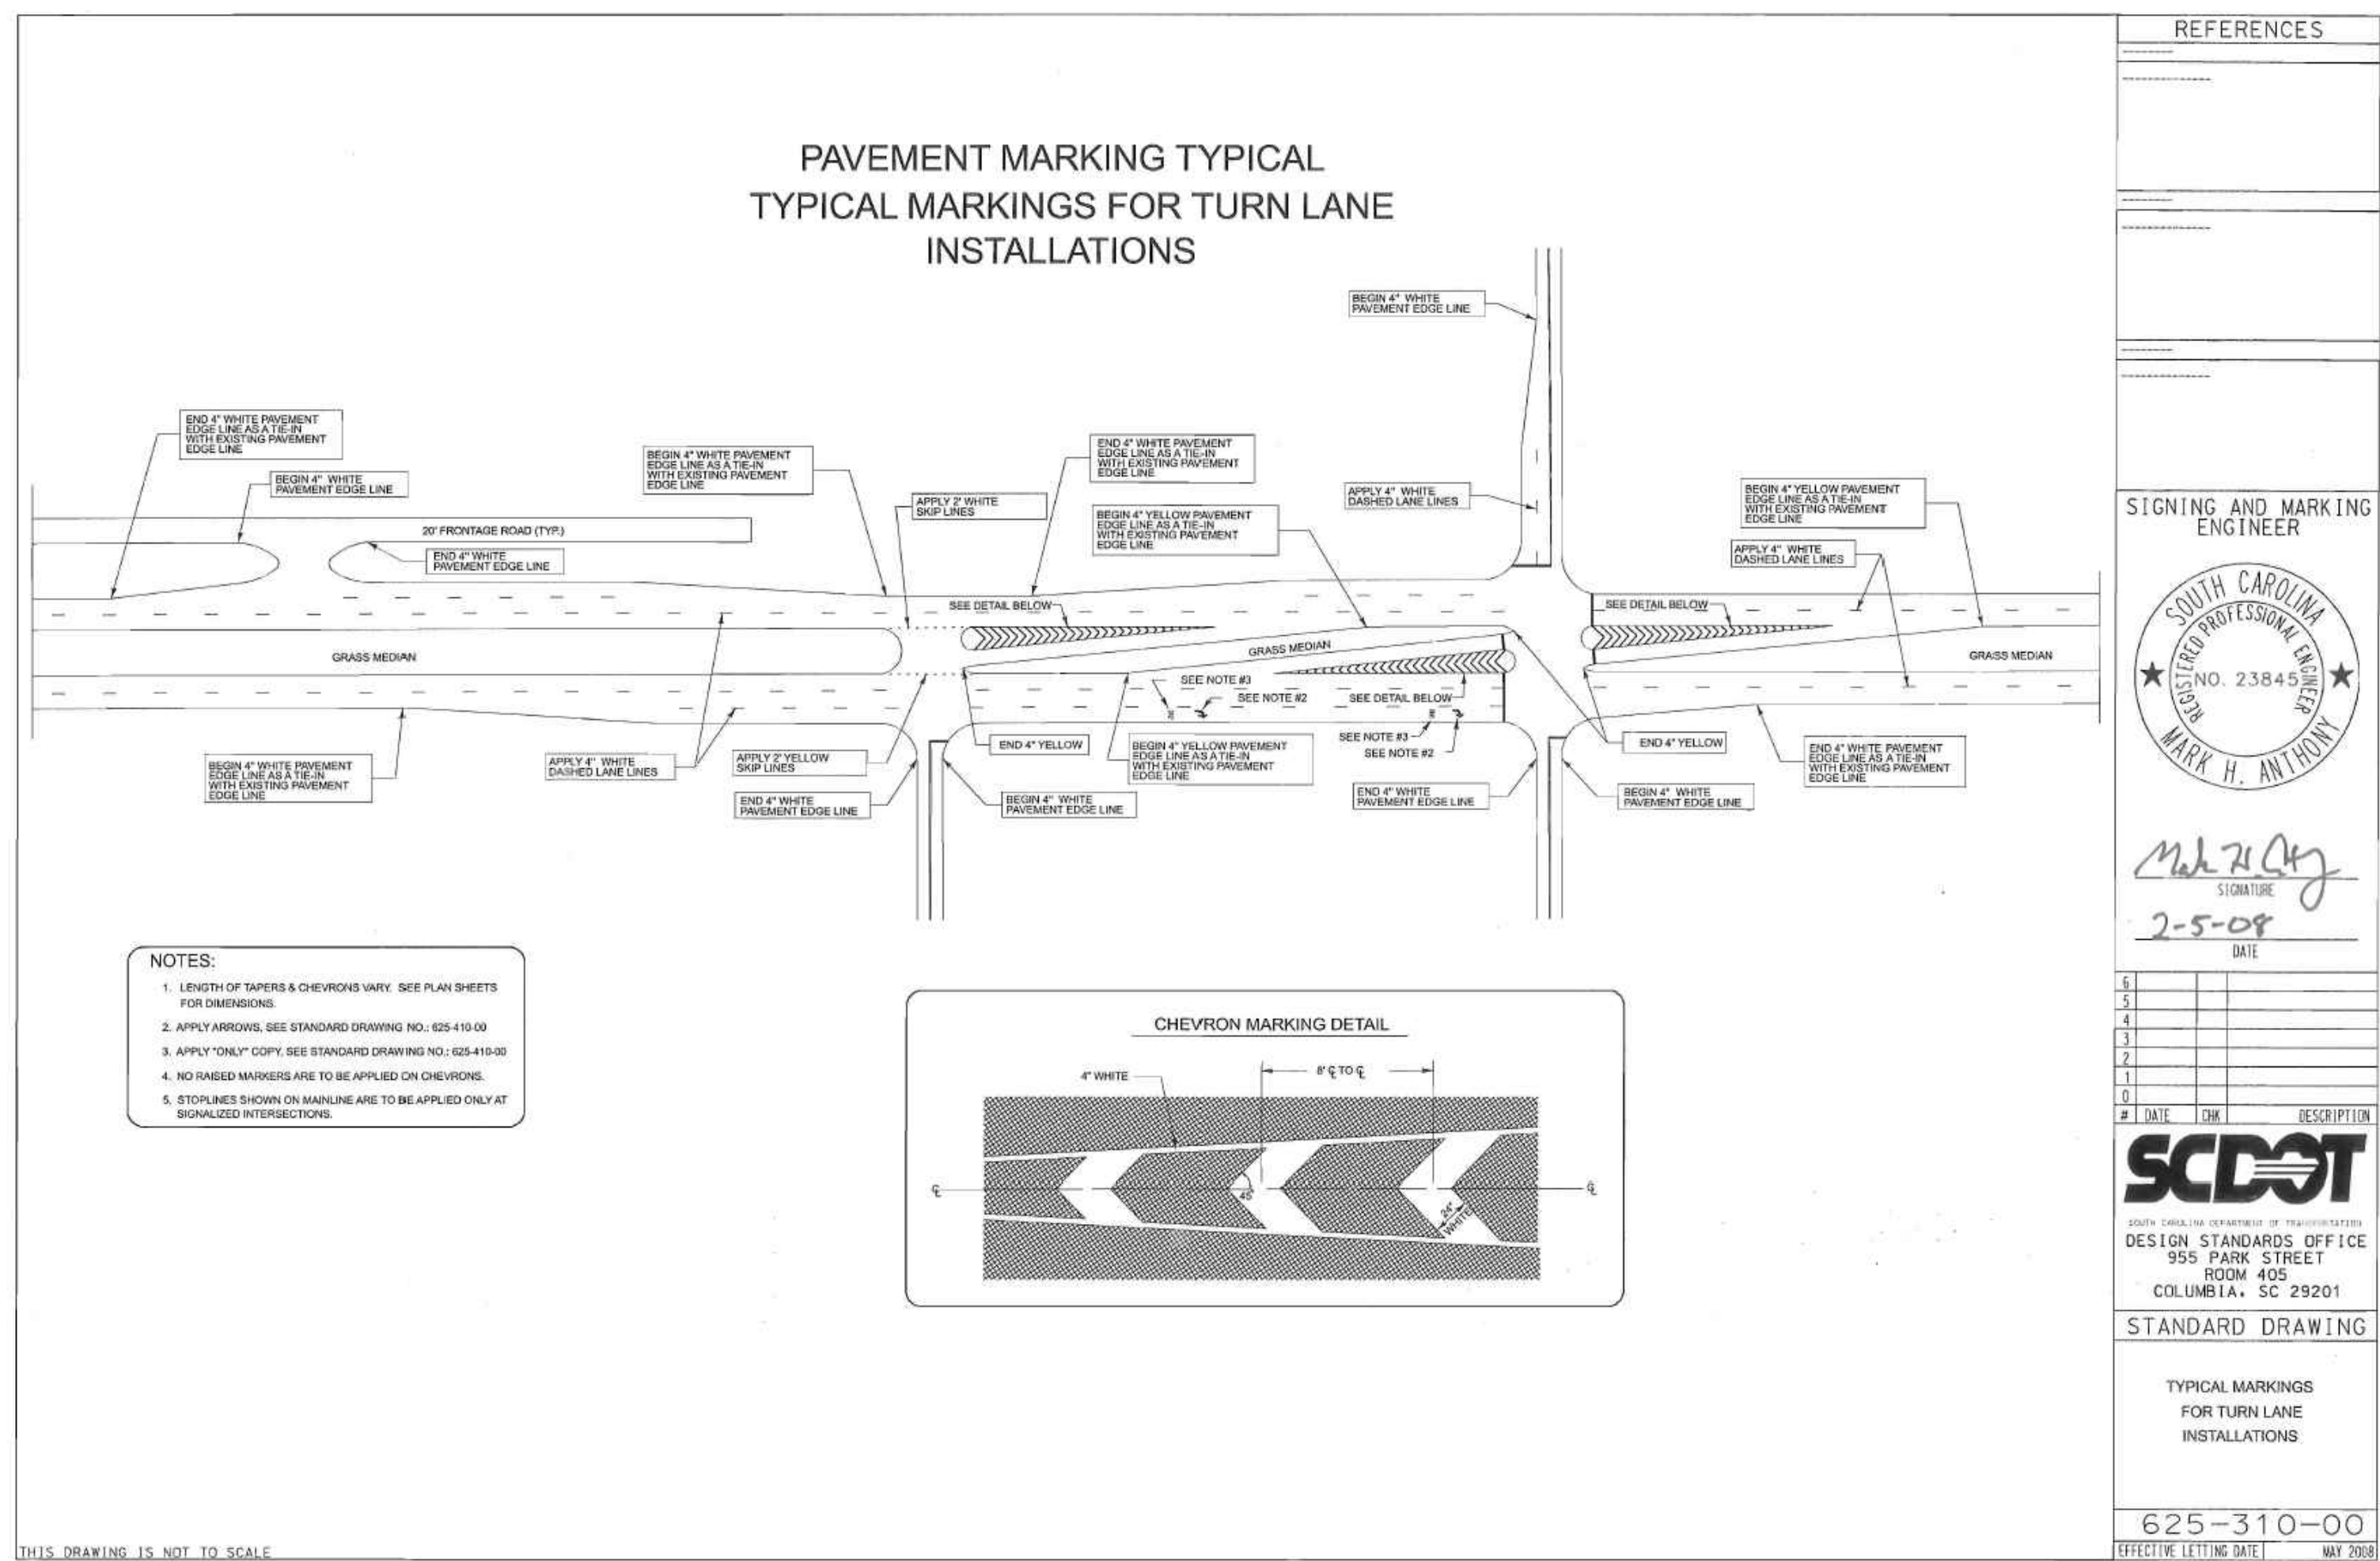 PAVEMENT MARKING TYPICAL
TYPICAL MARKINGS FOR TURN LANE
INSTALLATIONS
BEGIN 4" WHITE
PAVEMENT EDGE LINE
END 4" WHITE PAVEMENT
EDGE LINE AS A TIE-IN
WITH EXISTING PAVEMENT
EDGE LINE
BEGIN 4" WHITE
PAVEMENT EDGE LINE
BEGIN 4" WHITE PAVEMENT
EDGE LINE AS A TIE-IN
WITH EXISTING PAVEMENT
EDGE LINE
APPLY 2' WHITE
SKIP LINES
END 4" WHITE PAVEMENT
EDGE LINE AS A TIE-IN
WITH EXISTING PAVEMENT
EDGE LINE
BEGIN 4" YELLOW PAVEMENT
EDGE LINE AS A TIE-IN
WITH EXISTING PAVEMENT
EDGE LINE
APPLY 4" WHITE
DASHED LANE LINES
BEGIN 4" YELLOW PAVEMENT
EDGE LINE AS A TIE-IN
WITH EXISTING PAVEMENT
EDGE LINE
APPLY 4" WHITE
DASHED LANE LINES
20' FRONTAGE ROAD (TYP.)
END 4" WHITE
PAVEMENT EDGE LINE
SEE DETAIL BELOW
SEE DETAIL BELOW
GRASS MEDIAN
GRASS MEDIAN
GRASS MEDIAN
SEE NOTE #3
SEE NOTE #2
SEE DETAIL BELOW
SEE NOTE #3
SEE NOTE #2
BEGIN 4" WHITE PAVEMENT
EDGE LINE AS A TIE-IN
WITH EXISTING PAVEMENT
EDGE LINE
APPLY 4" WHITE
DASHED LANE LINES
APPLY 2' YELLOW
SKIP LINES
END 4" WHITE
PAVEMENT EDGE LINE
END 4" YELLOW
BEGIN 4" WHITE
PAVEMENT EDGE LINE
BEGIN 4" YELLOW PAVEMENT
EDGE LINE AS A TIE-IN
WITH EXISTING PAVEMENT
EDGE LINE
END 4" WHITE
PAVEMENT EDGE LINE
END 4" YELLOW
BEGIN 4" WHITE
PAVEMENT EDGE LINE
END 4" WHITE PAVEMENT
EDGE LINE AS A TIE-IN
WITH EXISTING PAVEMENT
EDGE LINE
NOTES:
1. LENGTH OF TAPERS & CHEVRONS VARY. SEE PLAN SHEETS
FOR DIMENSIONS.
2. APPLY ARROWS, SEE STANDARD DRAWING NO.: 625-410-00
3. APPLY "ONLY" COPY, SEE STANDARD DRAWING NO.: 625-410-00
4. NO RAISED MARKERS ARE TO BE APPLIED ON CHEVRONS.
5. STOPLINES SHOWN ON MAINLINE ARE TO BE APPLIED ONLY AT
SIGNALIZED INTERSECTIONS.
CHEVRON MARKING DETAIL
4" WHITE
8' ℄ TO ℄
℄
45°
24"
WHITE
℄
THIS DRAWING IS NOT TO SCALE
REFERENCES
SIGNING AND MARKING
ENGINEER
SOUTH CAROLINA
REGISTERED PROFESSIONAL ENGINEER
NO. 23845
MARK H. ANTHONY
SIGNATURE
2-5-08
DATE
6
5
4
3
2
1
0
# DATE CHK DESCRIPTION
SCDOT
SOUTH CAROLINA DEPARTMENT OF TRANSPORTATION
DESIGN STANDARDS OFFICE
955 PARK STREET
ROOM 405
COLUMBIA, SC 29201
STANDARD DRAWING
TYPICAL MARKINGS
FOR TURN LANE
INSTALLATIONS
625-310-00
EFFECTIVE LETTING DATE MAY 2008